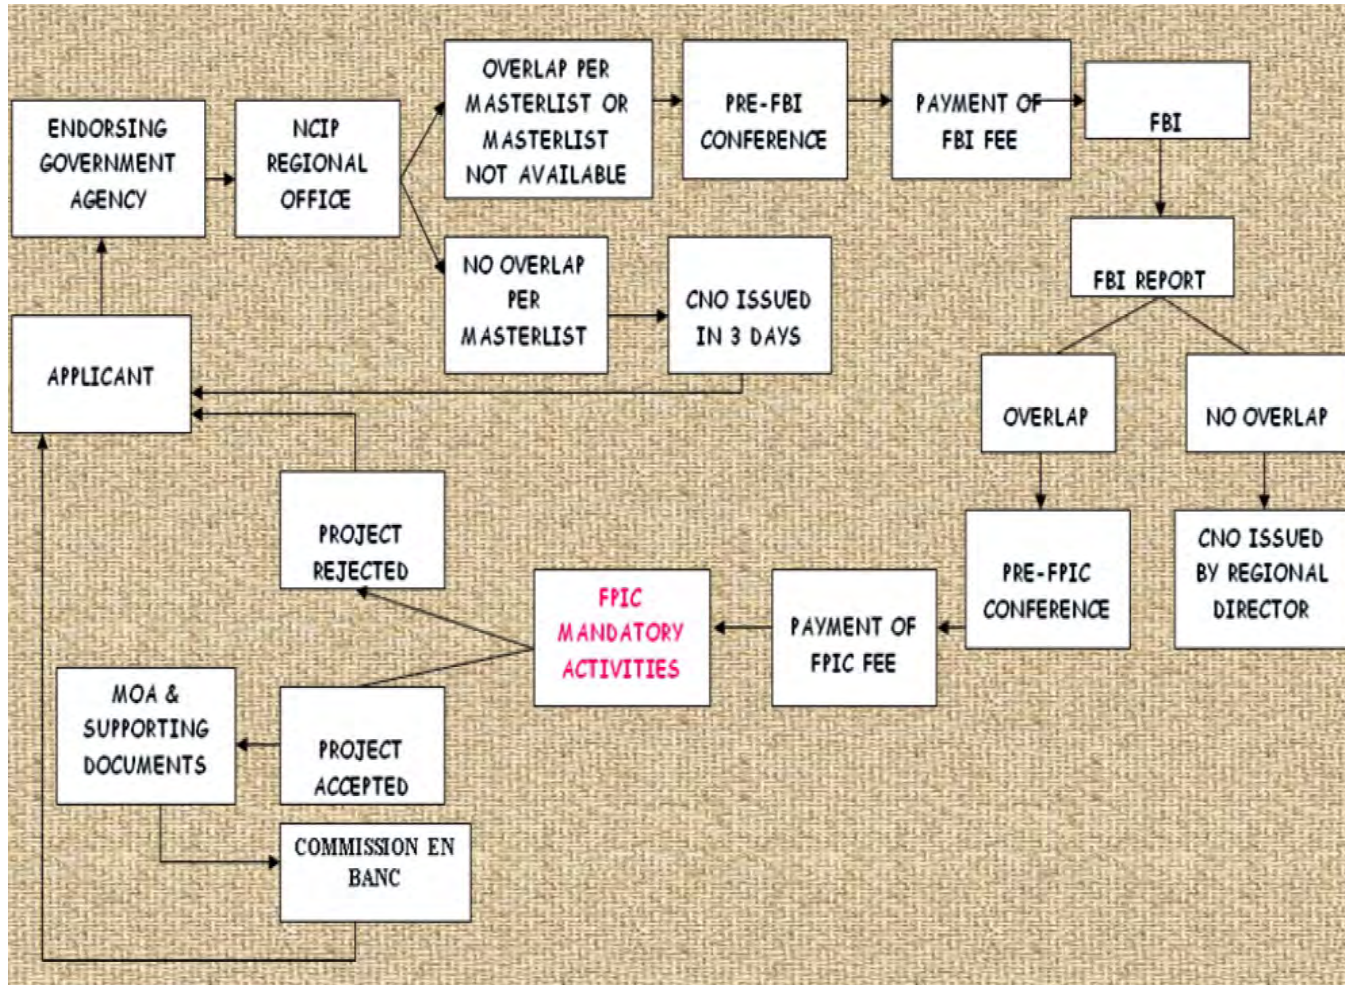 ENDORSING
GOVERNMENT
AGENCY
NCIP
REGIONAL
OFFICE
OVERLAP PER
MASTERLIST OR
MASTERLIST
NOT AVAILABLE
PRE-FBI
CONFERENCE
PAYMENT OF
FBI FEE
FBI
NO OVERLAP
PER
MASTERLIST
CNO ISSUED
IN 3 DAYS
FBI REPORT
APPLICANT
OVERLAP
NO OVERLAP
PROJECT
REJECTED
FPIC
MANDATORY
ACTIVITIES
PAYMENT OF
FPIC FEE
PRE-FPIC
CONFERENCE
CNO ISSUED
BY REGIONAL
DIRECTOR
MOA &
SUPPORTING
DOCUMENTS
PROJECT
ACCEPTED
COMMISSION EN
BANC